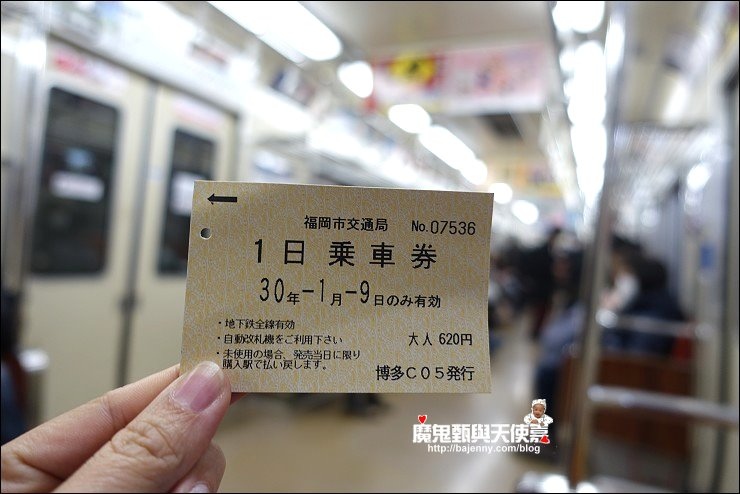 福岡市交通局 No.07536
1日乗車券
30年-1月-9日のみ有効
・地下鉄全線有効
・自動改札機をご利用下さい 大人 620円
・未使用の場合、発売当日に限り
購入駅で払い戻します。
博多C05発行
魔鬼甄與天使嘉
http://bajenny.com/blog